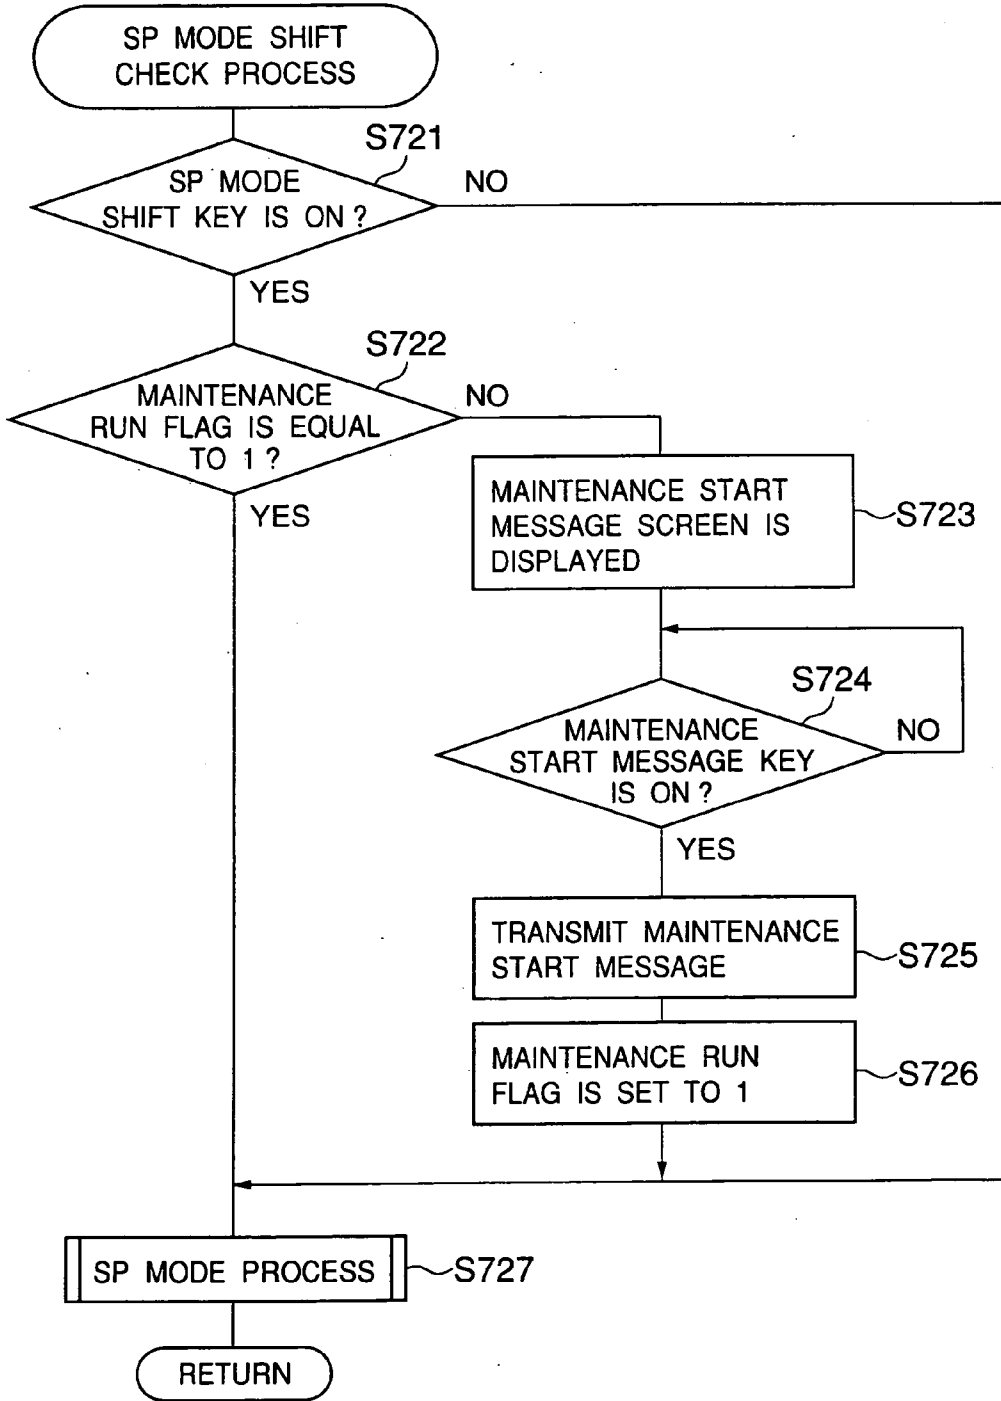 SP MODE SHIFT
CHECK PROCESS
S721
SP MODE
SHIFT KEY IS ON ?
NO
YES
S722
MAINTENANCE
RUN FLAG IS EQUAL
TO 1 ?
NO
YES
MAINTENANCE START
MESSAGE SCREEN IS
DISPLAYED
S723
S724
MAINTENANCE
START MESSAGE KEY
IS ON ?
NO
YES
TRANSMIT MAINTENANCE
START MESSAGE
S725
MAINTENANCE RUN
FLAG IS SET TO 1
S726
SP MODE PROCESS
S727
RETURN